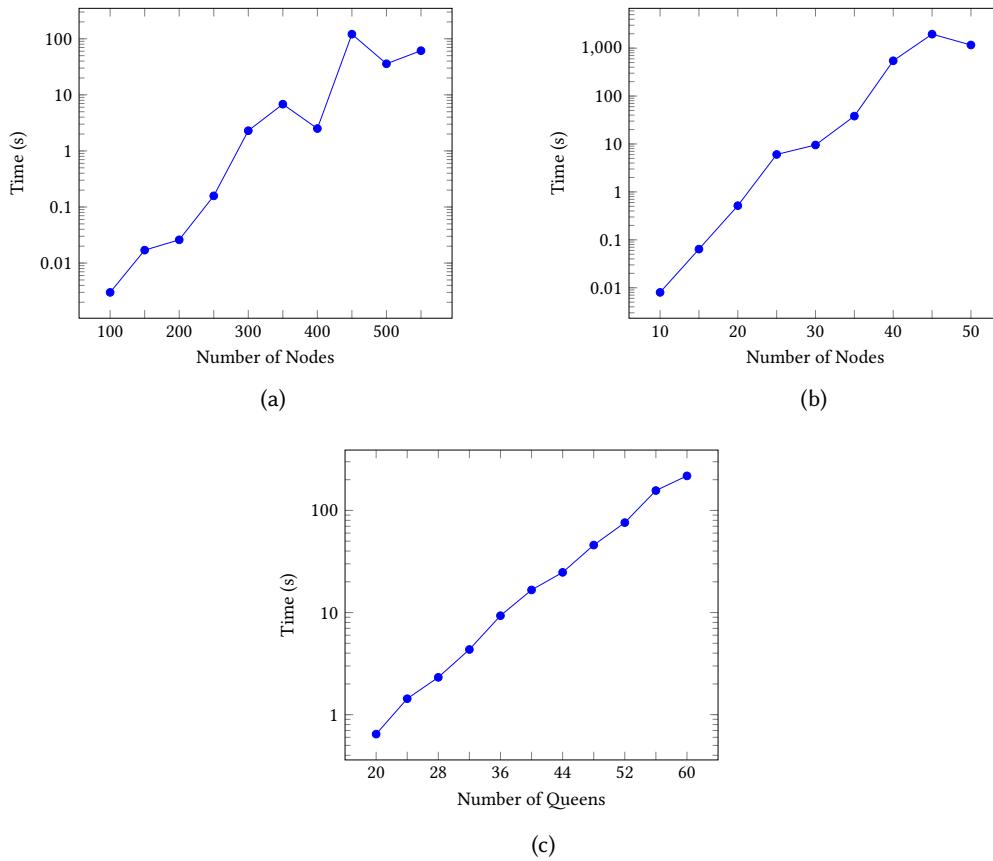 100
10
1
0.1
0.01
Time (s)
100 200 300 400 500
Number of Nodes
(a)
1,000
100
10
1
0.1
0.01
Time (s)
10 20 30 40 50
Number of Nodes
(b)
100
10
1
Time (s)
20 28 36 44 52 60
Number of Queens
(c)